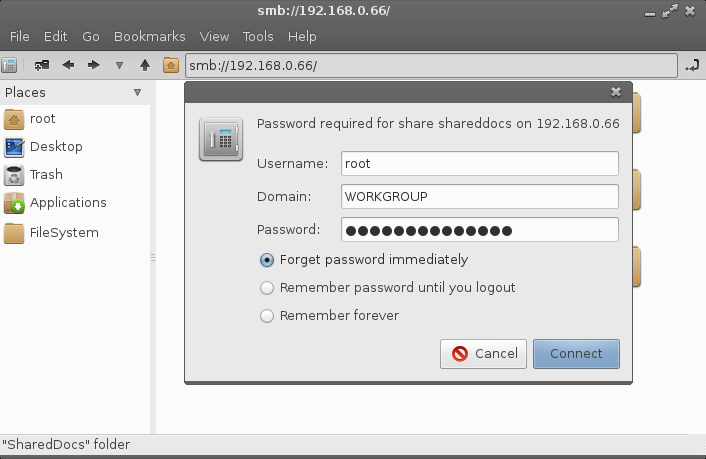 smb://192.168.0.66/
File Edit Go Bookmarks View Tools Help
smb://192.168.0.66/
Places
root
Desktop
Trash
Applications
FileSystem
Password required for share shareddocs on 192.168.0.66
Username: root
Domain: WORKGROUP
Password: ●●●●●●●●●●●●●●
Forget password immediately
Remember password until you logout
Remember forever
Cancel Connect
"SharedDocs" folder